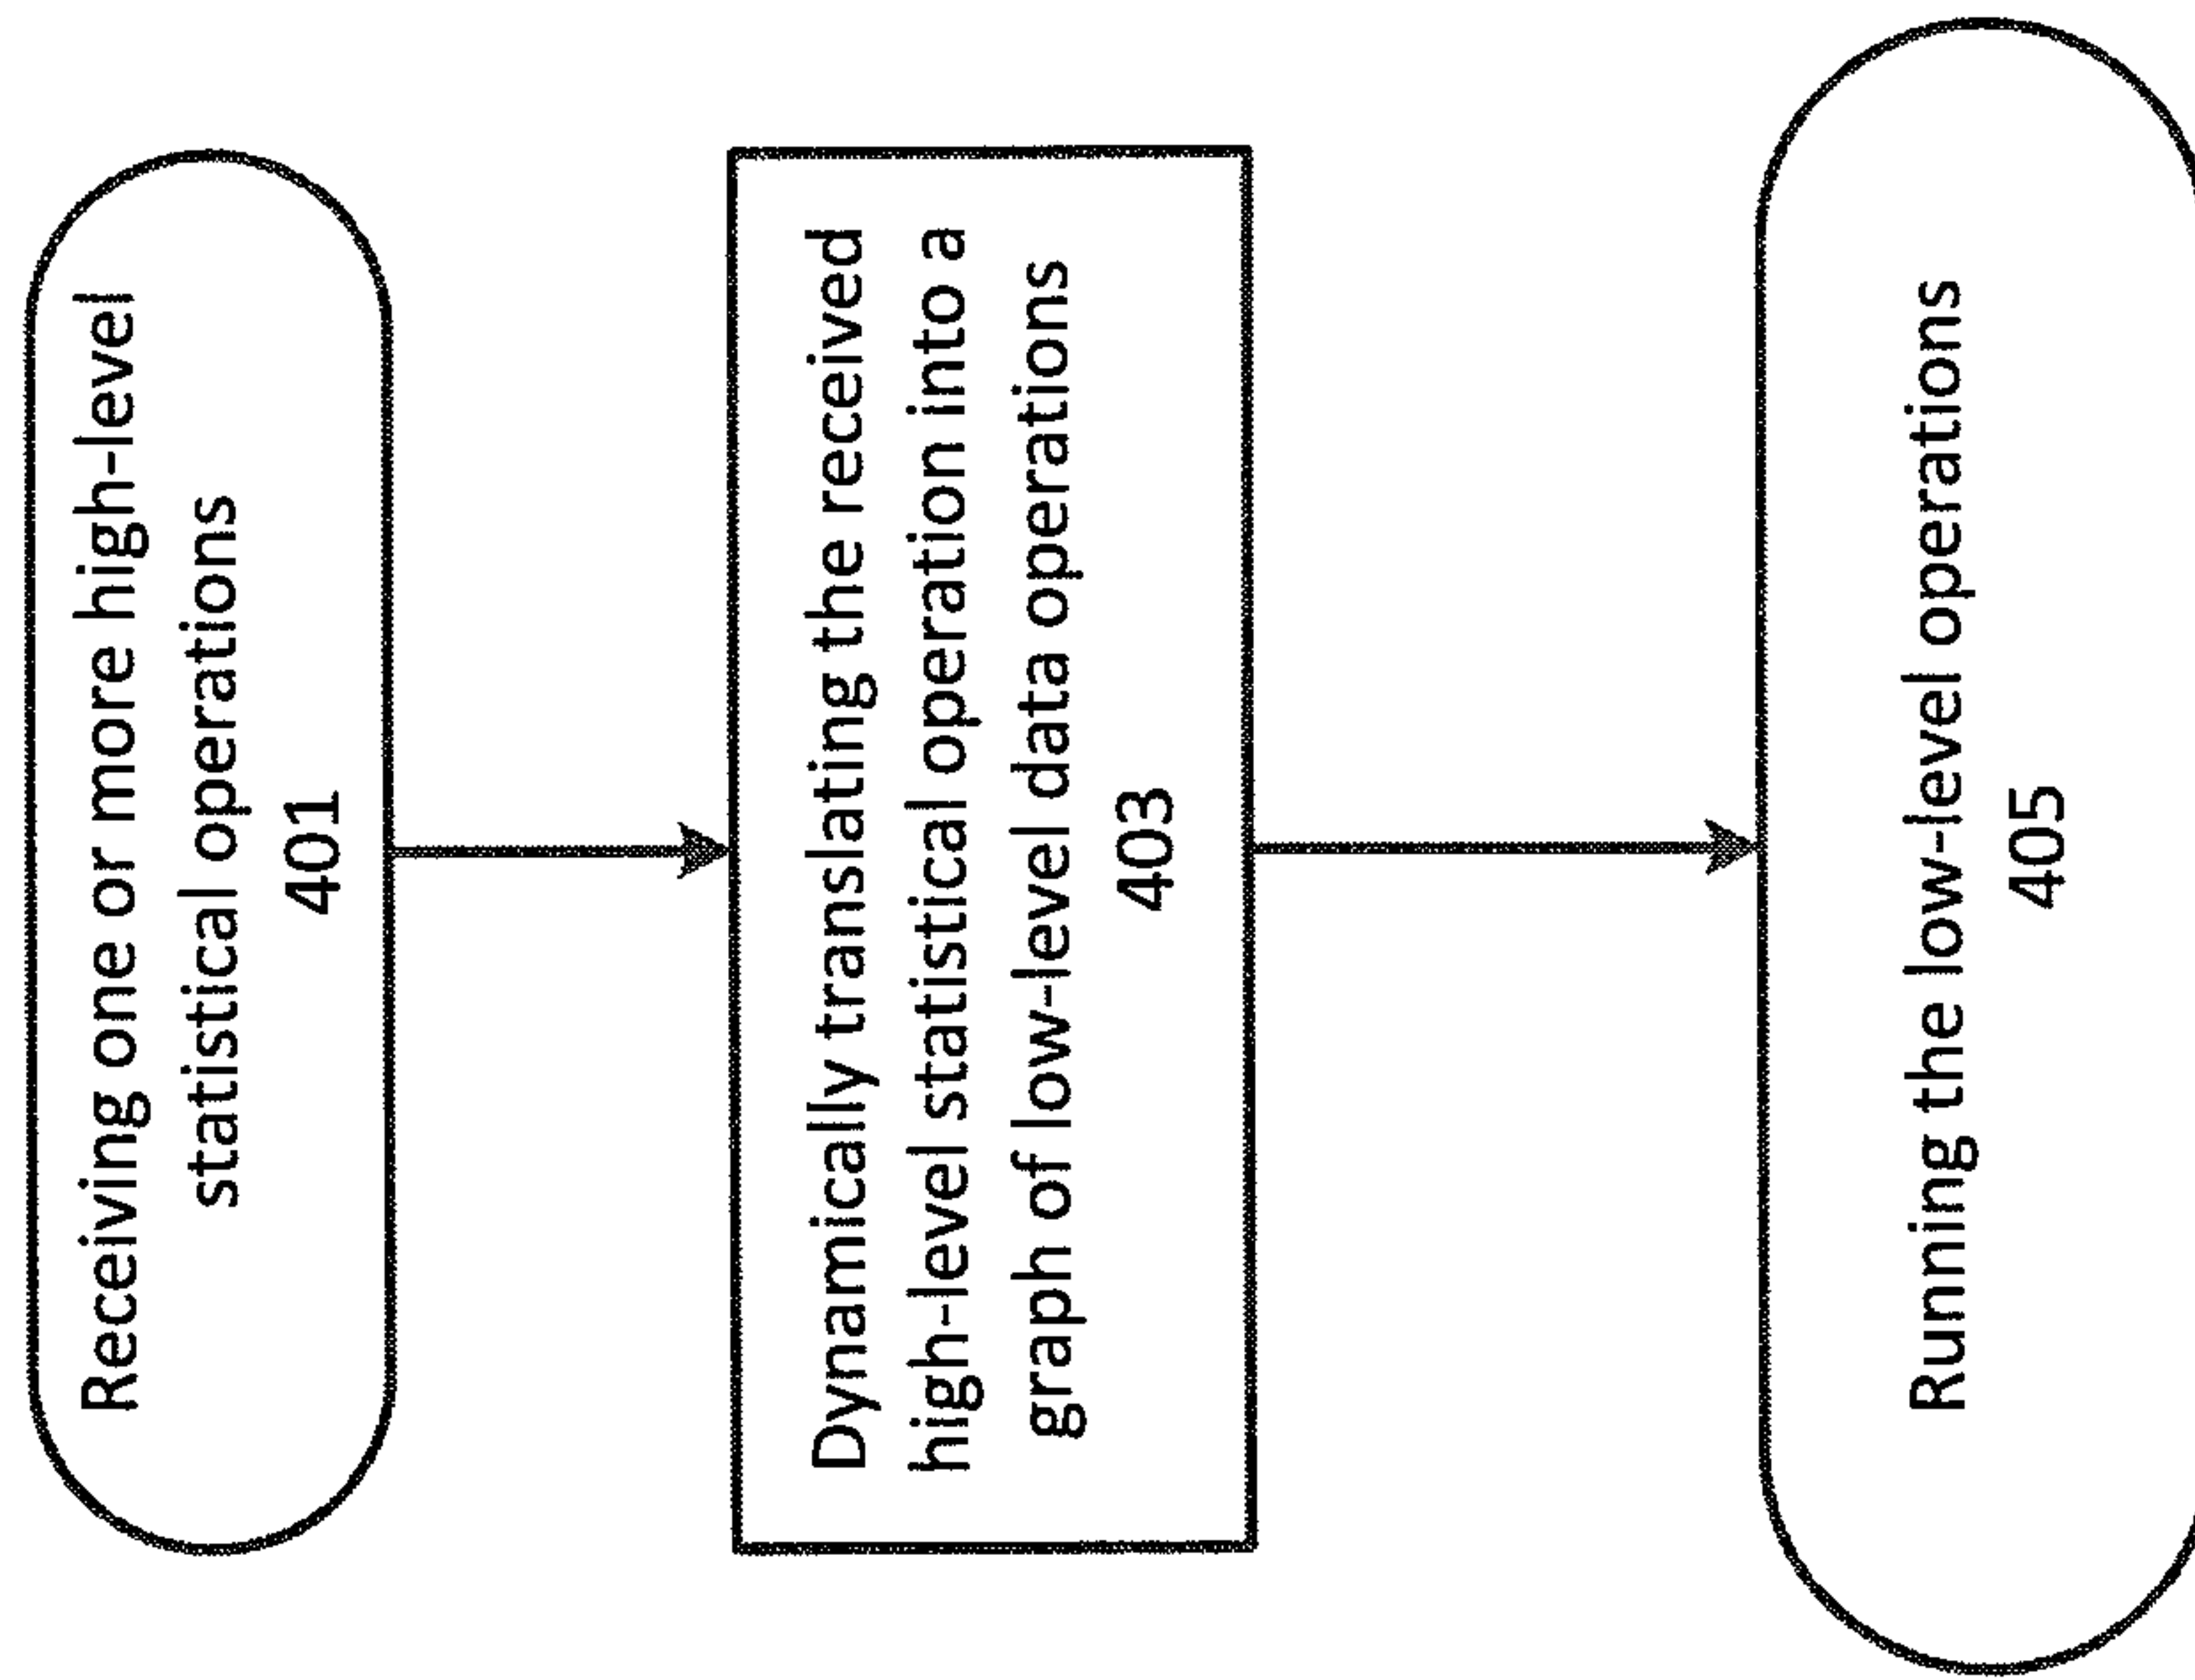 Receiving one or more high-level
statistical operations
401
Dynamically translating the received
high-level statistical operation into a
graph of low-level data operations
403
Running the low-level operations
405